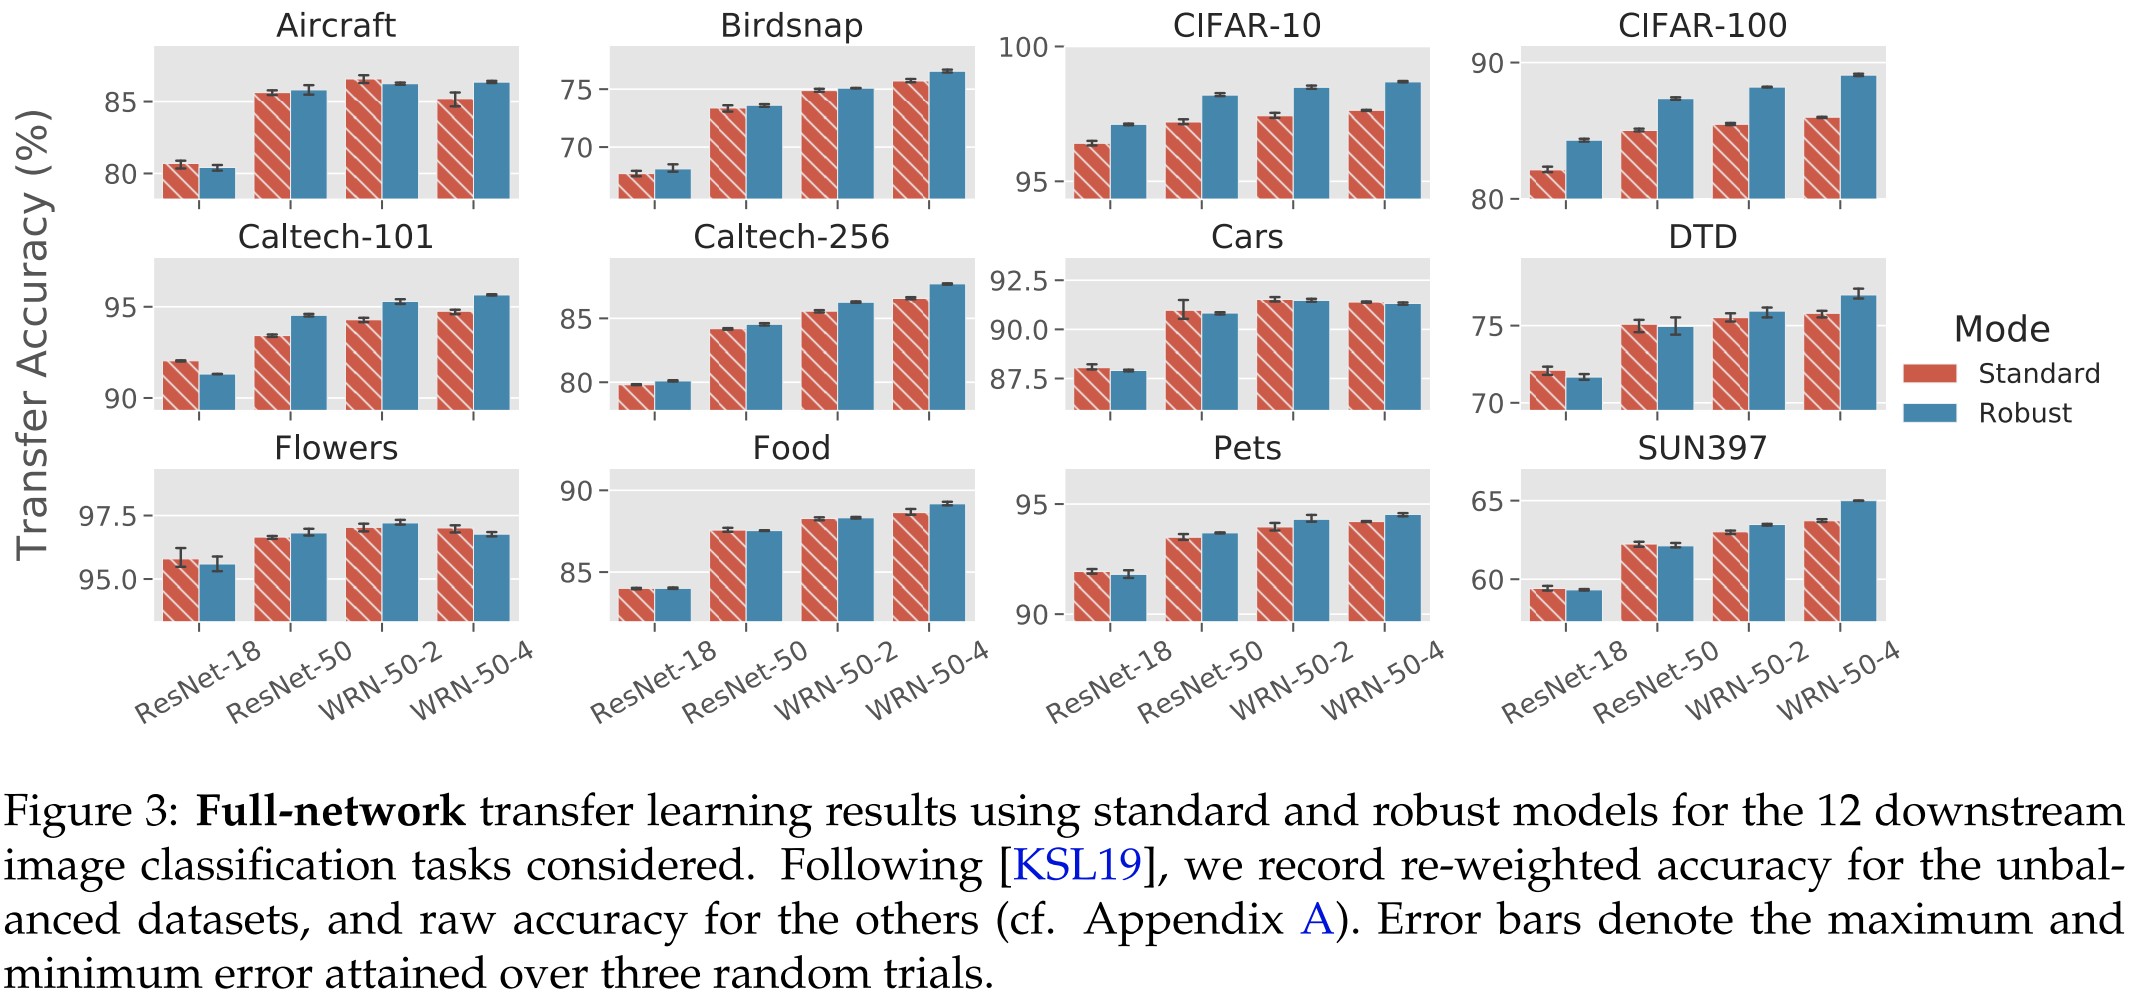 Aircraft
Birdsnap
CIFAR-10
CIFAR-100
85
80
75
70
100
95
90
80
Caltech-101
Caltech-256
Cars
DTD
95
90
85
80
92.5
90.0
87.5
75
70
Flowers
Food
Pets
SUN397
97.5
95.0
90
85
95
90
65
60
Transfer Accuracy (%)
Mode
Standard
Robust
ResNet-18 ResNet-50 WRN-50-2 WRN-50-4
ResNet-18 ResNet-50 WRN-50-2 WRN-50-4
ResNet-18 ResNet-50 WRN-50-2 WRN-50-4
ResNet-18 ResNet-50 WRN-50-2 WRN-50-4
Figure 3: Full-network transfer learning results using standard and robust models for the 12 downstream
image classification tasks considered. Following [KSL19], we record re-weighted accuracy for the unbal-
anced datasets, and raw accuracy for the others (cf. Appendix A). Error bars denote the maximum and
minimum error attained over three random trials.